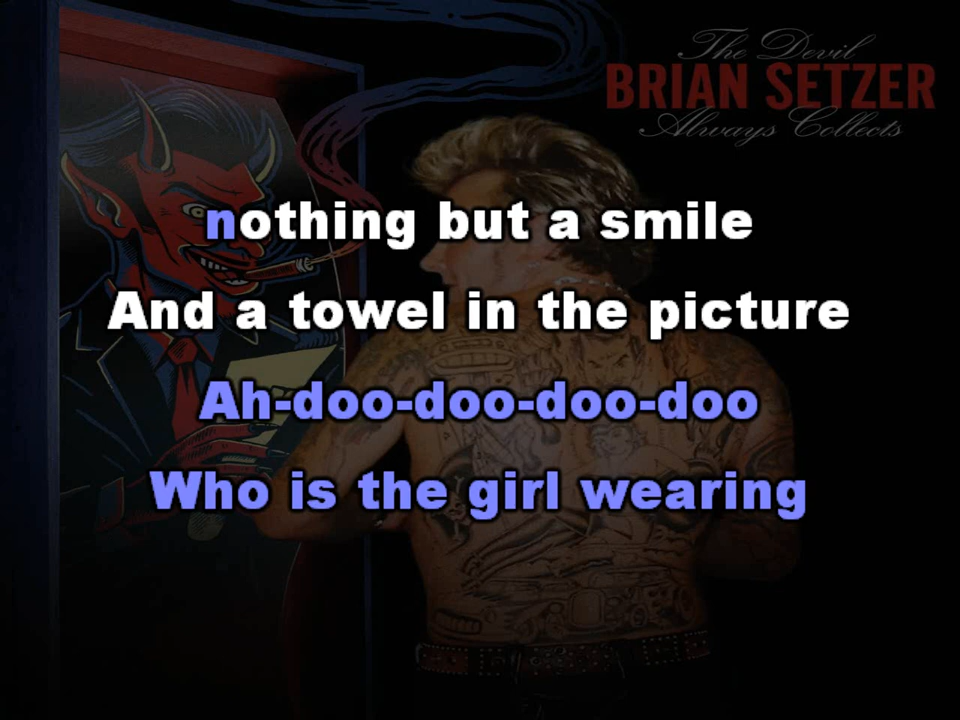 The Devil
BRIAN SETZER
Always Collects
nothing but a smile
And a towel in the picture
Ah-doo-doo-doo-doo
Who is the girl wearing